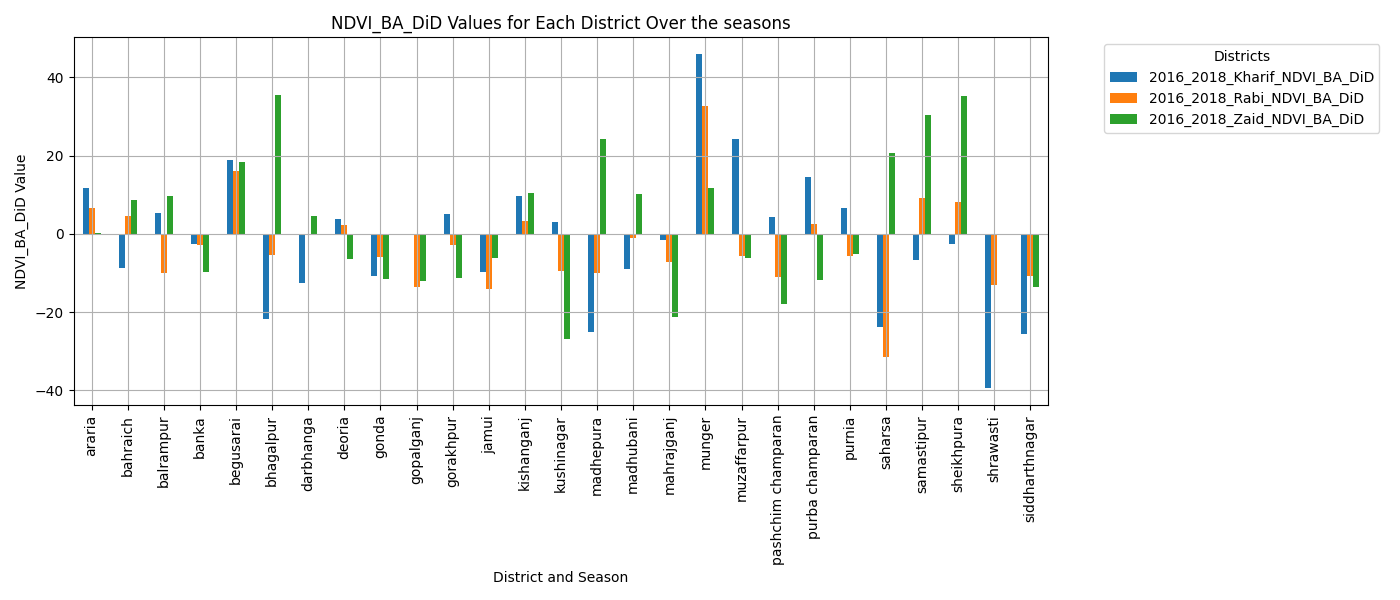 NDVI_BA_DiD Values for Each District Over the seasons
Districts
2016_2018_Kharif_NDVI_BA_DiD
2016_2018_Rabi_NDVI_BA_DiD
2016_2018_Zaid_NDVI_BA_DiD
NDVI_BA_DiD Value
40
20
0
−20
−40
araria
bahraich
balrampur
banka
begusarai
bhagalpur
darbhanga
deoria
gonda
gopalganj
gorakhpur
jamui
kishanganj
kushinagar
madhepura
madhubani
mahrajganj
munger
muzaffarpur
pashchim champaran
purba champaran
purnia
saharsa
samastipur
sheikhpura
shrawasti
siddharthnagar
District and Season